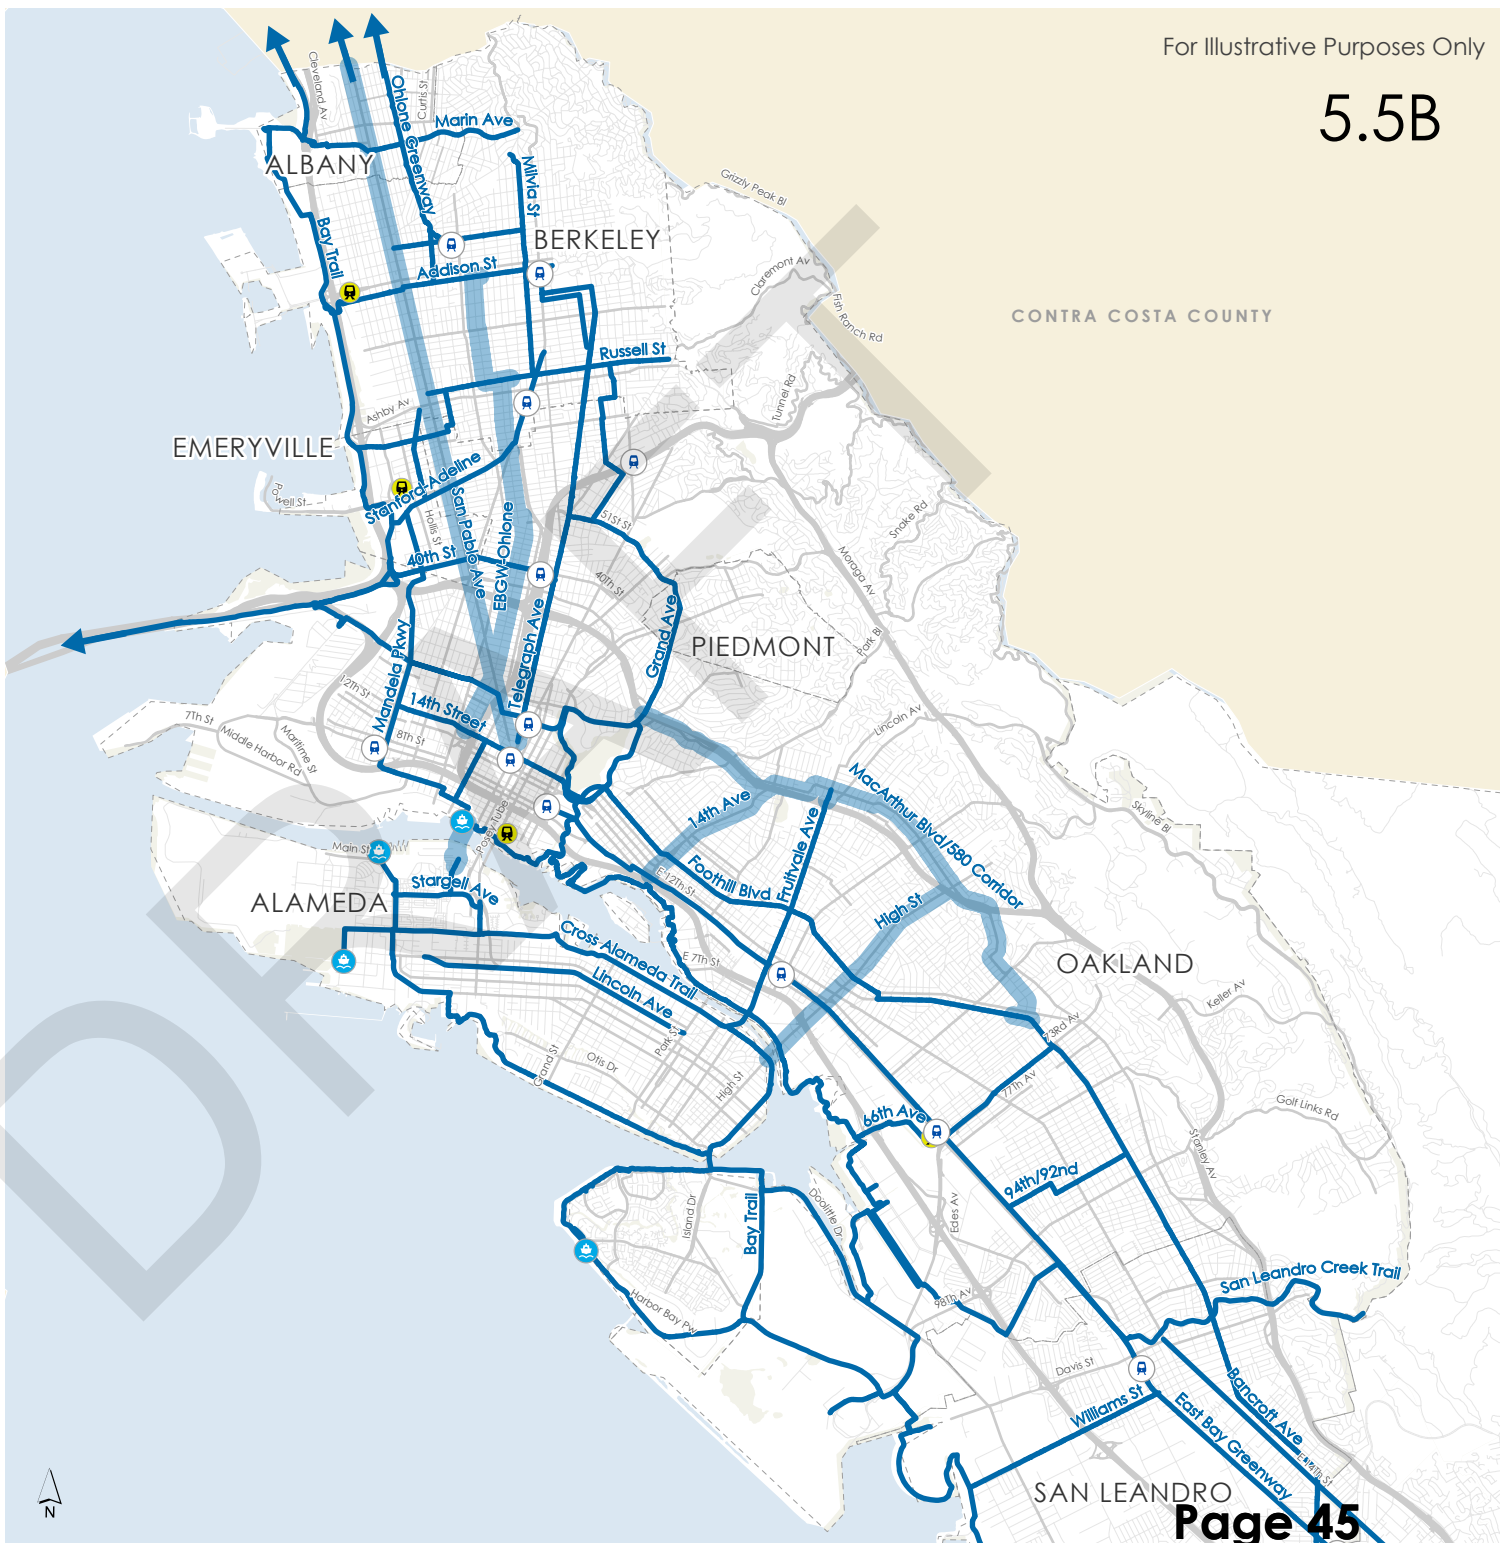 For Illustrative Purposes Only
5.5B
Cleveland Av
Ohlone Greenway
Curtis St
Marin Ave
ALBANY
Milvia St
Grizzly Peak Bl
Bay Trail
BERKELEY
Addison St
Claremont Av
Fish Ranch Rd
CONTRA COSTA COUNTY
Russell St
Tunnel Rd
Ashby Av
EMERYVILLE
Stanford-Adeline
Powell St
Hollis St
San Pablo Ave
EBGW-Ohlone
51St St
Snake Rd
40th St
40Th St
Moraga Av
Telegraph Ave
Grand Ave
PIEDMONT
Park Bl
Mandela Pkwy
12Th St
14th Street
7Th St
Middle Harbor Rd
Maritime St
8Th St
Lincoln Av
MacArthur Blvd/580 Corridor
14th Ave
Skyline Bl
Posey Tube
Main St
Fruitvale Ave
Foothill Blvd
E 12Th St
Stargell Ave
ALAMEDA
High St
Cross Alameda Trail
E 7Th St
OAKLAND
Lincoln Ave
Keller Av
Park St
73Rd Av
Grand St
Otis Dr
High St
77Th Av
66th Ave
Golf Links Rd
Stanley Av
94th/92nd
Island Dr
Bay Trail
Doolittle Dr
Edes Av
San Leandro Creek Trail
98Th Av
Harbor Bay Pw
Davis St
Williams St
Bancroft Ave
East Bay Greenway
E 14Th St
SAN LEANDRO
N
Page 45